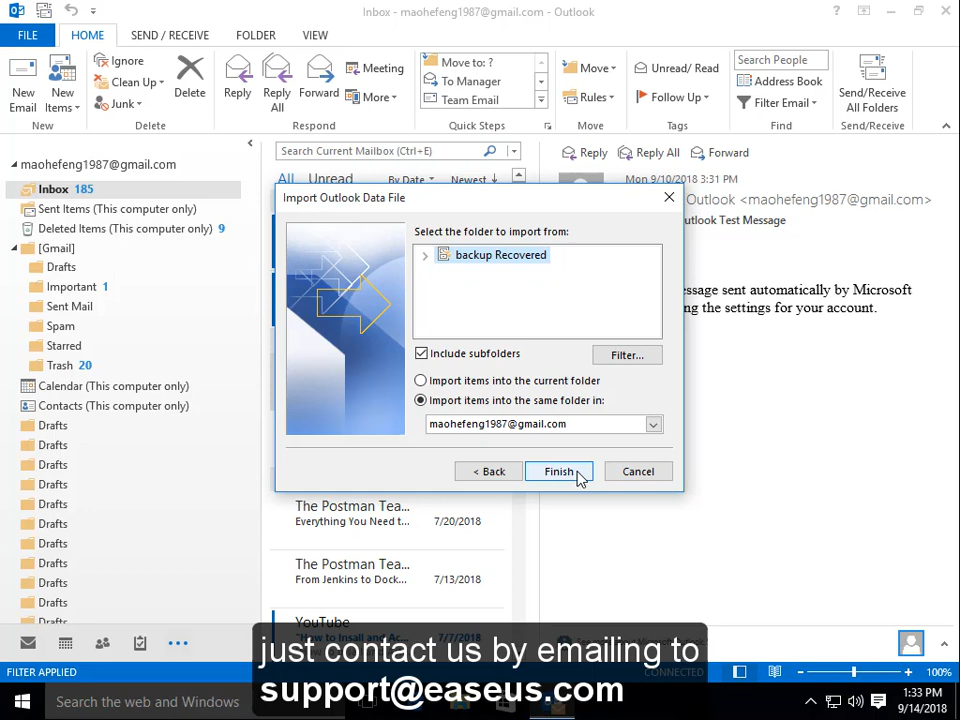 Inbox - maohefeng1987@gmail.com - Outlook
FILE
HOME
SEND / RECEIVE
FOLDER
VIEW
New Email
New Items
Ignore
Clean Up
Junk
Delete
Reply
Reply All
Forward
Meeting
More
Move to: ?
To Manager
Team Email
Move
Rules
Unread/ Read
Follow Up
Search People
Address Book
Filter Email
Send/Receive All Folders
New
Delete
Respond
Quick Steps
Move
Tags
Find
Send/Receive
maohefeng1987@gmail.com
Inbox 185
Sent Items (This computer only)
Deleted Items (This computer only) 9
[Gmail]
Drafts
Important 1
Sent Mail
Spam
Starred
Trash 20
Calendar (This computer only)
Contacts (This computer only)
Drafts
Drafts
Drafts
Drafts
Drafts
Drafts
Drafts
Drafts
Drafts
Drafts
Search Current Mailbox (Ctrl+E)
All Unread By Date Newest
Reply Reply All Forward
Mon 9/10/2018 3:31 PM
Outlook <maohefeng1987@gmail.com>
utlook Test Message
essage sent automatically by Microsoft
ng the settings for your account.
Import Outlook Data File
Select the folder to import from:
backup Recovered
Include subfolders
Filter...
Import items into the current folder
Import items into the same folder in:
maohefeng1987@gmail.com
< Back
Finish
Cancel
The Postman Tea...
Everything You Need t... 7/20/2018
The Postman Tea...
From Jenkins to Dock... 7/13/2018
YouTube
7/7/2018
just contact us by emailing to
support@easeus.com
FILTER APPLIED
CONNECTED
100%
Search the web and Windows
1:33 PM
9/14/2018